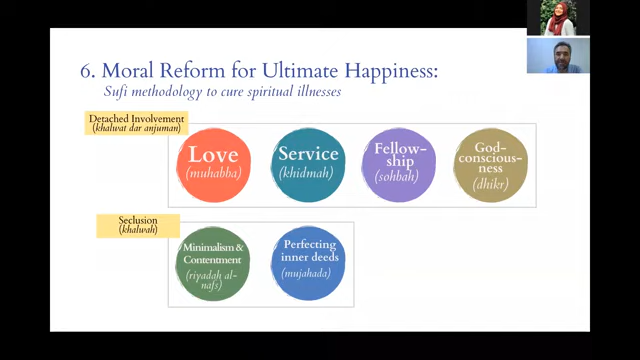 6. Moral Reform for Ultimate Happiness:
Sufi methodology to cure spiritual illnesses
Detached Involvement
(khalwat dar anjuman)
Love
(muhabba)
Service
(khidmah)
Fellow-
ship
(sohbah)
God-
conscious-
ness
(dhikr)
Seclusion
(khalwah)
Minimalism &
Contentment
(riyadah al-
nafs)
Perfecting
inner deeds
(mujahada)